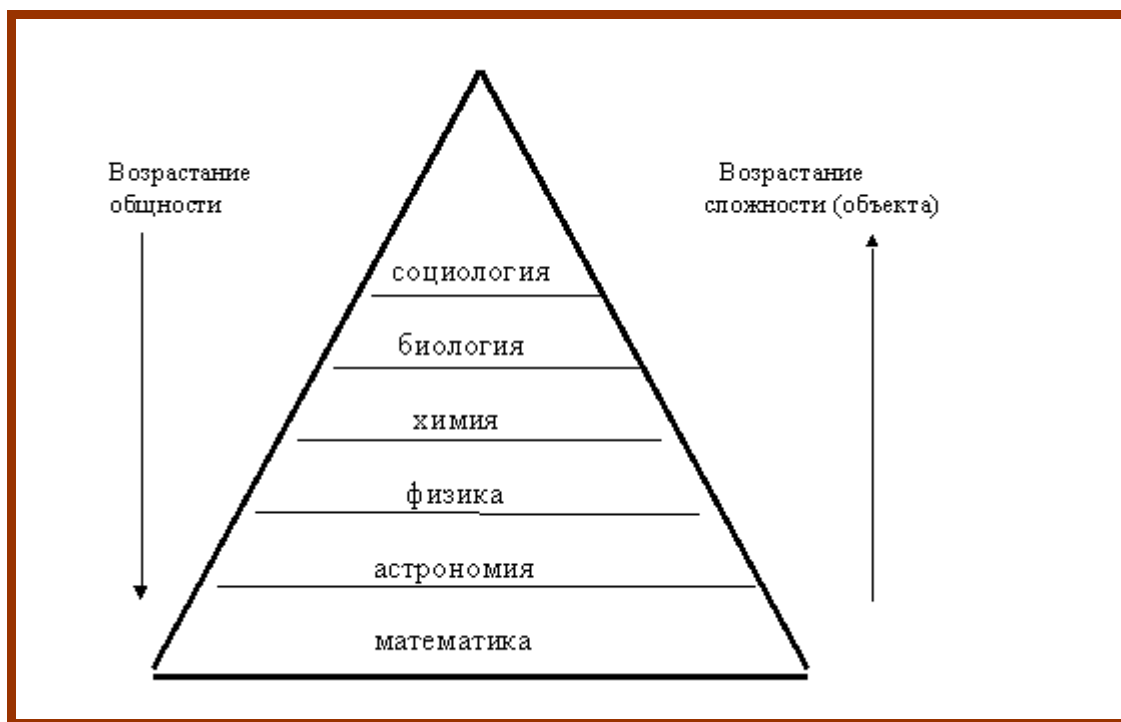 Возрастание
общности
Возрастание
сложности (объекта)
социология
биология
химия
физика
астрономия
математика